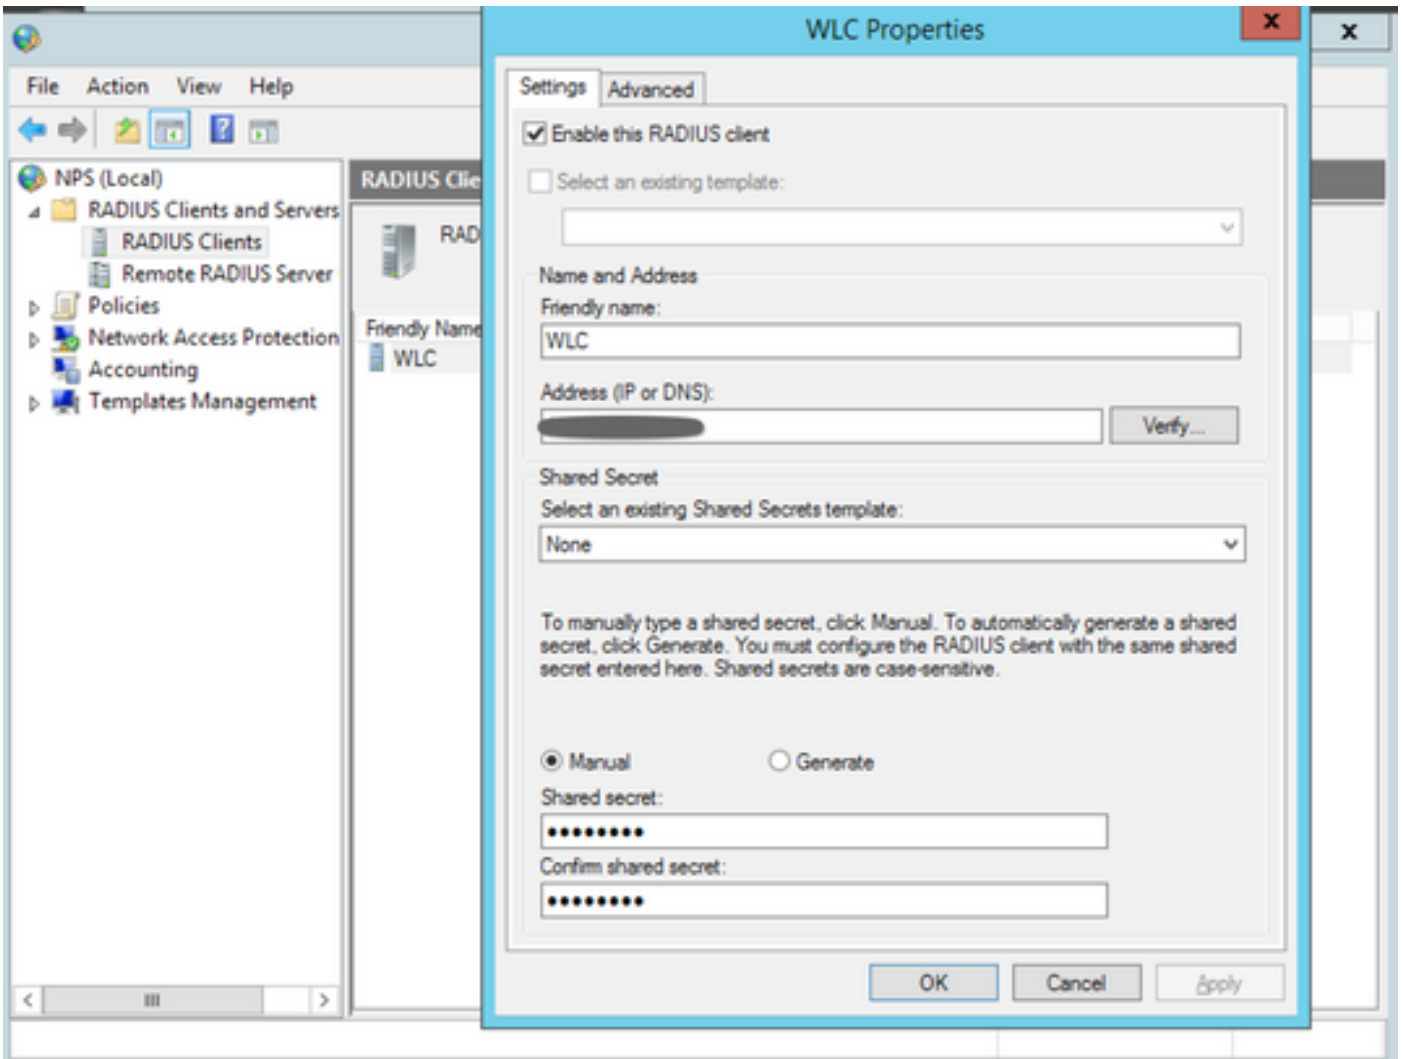 WLC Properties
x
x
File Action View Help
Settings Advanced
Enable this RADIUS client
Select an existing template:
NPS (Local)
RADIUS Clients and Servers
RADIUS Clients
Remote RADIUS Server
Policies
Network Access Protection
Accounting
Templates Management
RADIUS Clie
RAD
Friendly Name
WLC
Name and Address
Friendly name:
WLC
Address (IP or DNS):
Verify...
Shared Secret
Select an existing Shared Secrets template:
None
To manually type a shared secret, click Manual. To automatically generate a shared
secret, click Generate. You must configure the RADIUS client with the same shared
secret entered here. Shared secrets are case-sensitive.
Manual Generate
Shared secret:
••••••••
Confirm shared secret:
••••••••
OK Cancel Apply